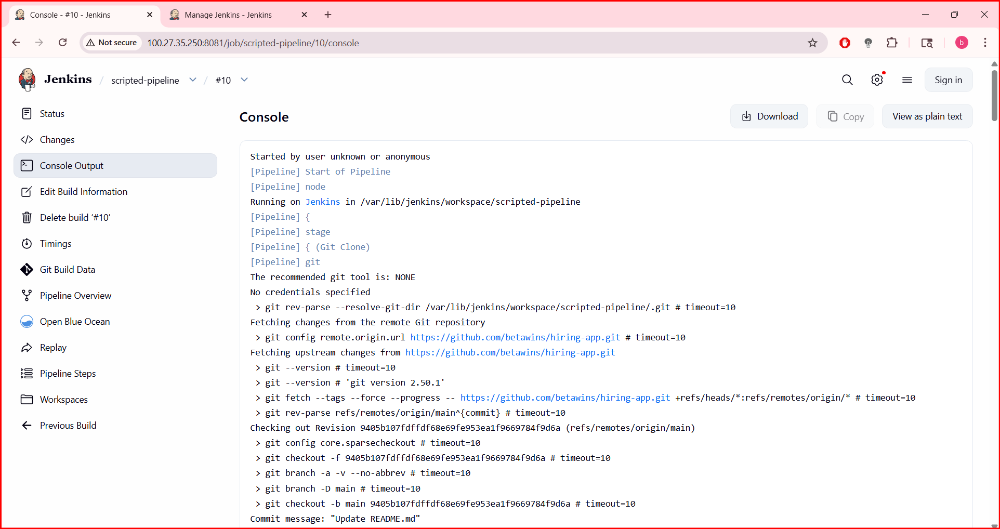 Console - #10 - Jenkins
Manage Jenkins - Jenkins
Not secure
100.27.35.250:8081/job/scripted-pipeline/10/console
b
Jenkins / scripted-pipeline / #10
Sign in
Status
Changes
Console Output
Edit Build Information
Delete build ‘#10’
Timings
Git Build Data
Pipeline Overview
Open Blue Ocean
Replay
Pipeline Steps
Workspaces
Previous Build
Console
Download
Copy
View as plain text
Started by user unknown or anonymous
[Pipeline] Start of Pipeline
[Pipeline] node
Running on Jenkins in /var/lib/jenkins/workspace/scripted-pipeline
[Pipeline] {
[Pipeline] stage
[Pipeline] { (Git Clone)
[Pipeline] git
The recommended git tool is: NONE
No credentials specified
> git rev-parse --resolve-git-dir /var/lib/jenkins/workspace/scripted-pipeline/.git # timeout=10
Fetching changes from the remote Git repository
> git config remote.origin.url https://github.com/betawins/hiring-app.git # timeout=10
Fetching upstream changes from https://github.com/betawins/hiring-app.git
> git --version # timeout=10
> git --version # 'git version 2.50.1'
> git fetch --tags --force --progress -- https://github.com/betawins/hiring-app.git +refs/heads/*:refs/remotes/origin/* # timeout=10
> git rev-parse refs/remotes/origin/main^{commit} # timeout=10
Checking out Revision 9405b107fdffdf68e69fe953ea1f9669784f9d6a (refs/remotes/origin/main)
> git config core.sparsecheckout # timeout=10
> git checkout -f 9405b107fdffdf68e69fe953ea1f9669784f9d6a # timeout=10
> git branch -a -v --no-abbrev # timeout=10
> git branch -D main # timeout=10
> git checkout -b main 9405b107fdffdf68e69fe953ea1f9669784f9d6a # timeout=10
Commit message: "Update README.md"